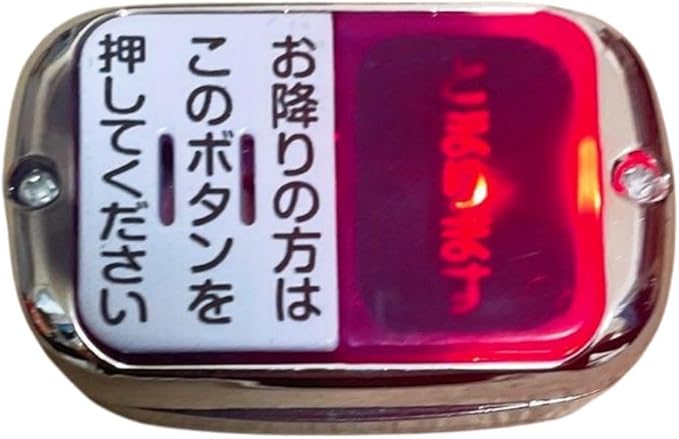 お降りの方は
このボタンを
押してください
とまります